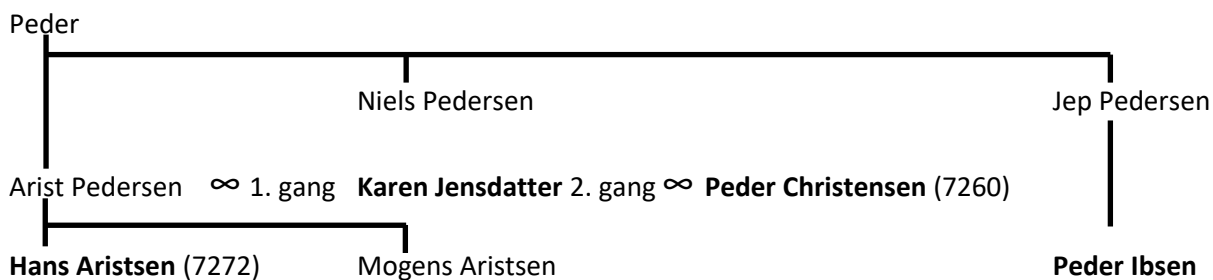 Peder
Niels Pedersen Jep Pedersen
Arist Pedersen ∞ 1. gang Karen Jensdatter 2. gang ∞ Peder Christensen (7260)
Hans Aristsen (7272) Mogens Aristsen Peder Ibsen